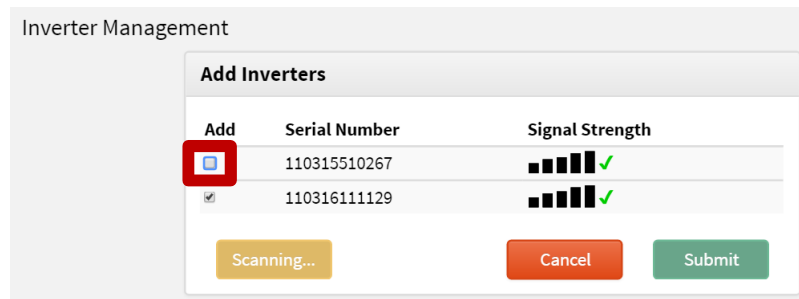 Inverter Management
Add Inverters
Add Serial Number Signal Strength
110315510267
110316111129
Scanning... Cancel Submit